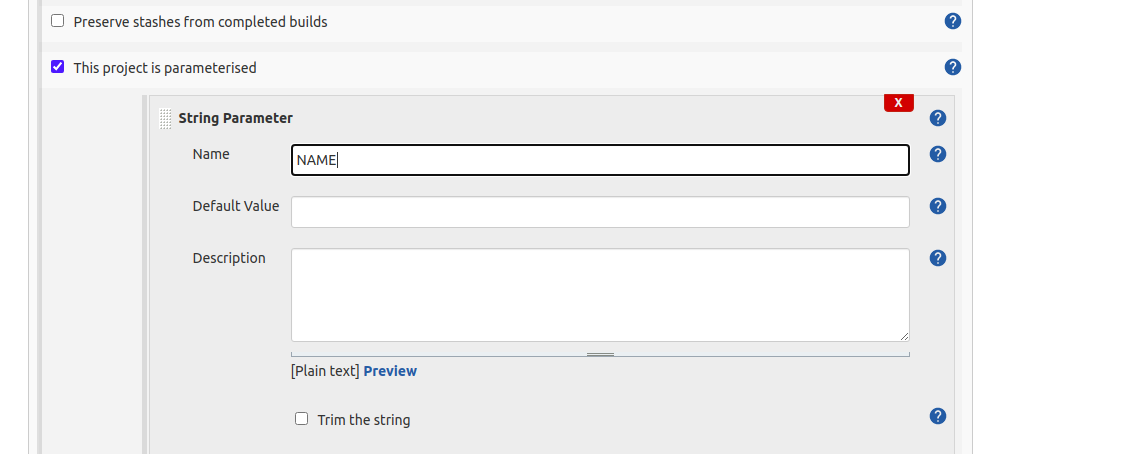 Preserve stashes from completed builds ?
This project is parameterised ?
X
String Parameter ?
Name NAME ?
Default Value ?
Description ?
[Plain text] Preview
Trim the string ?